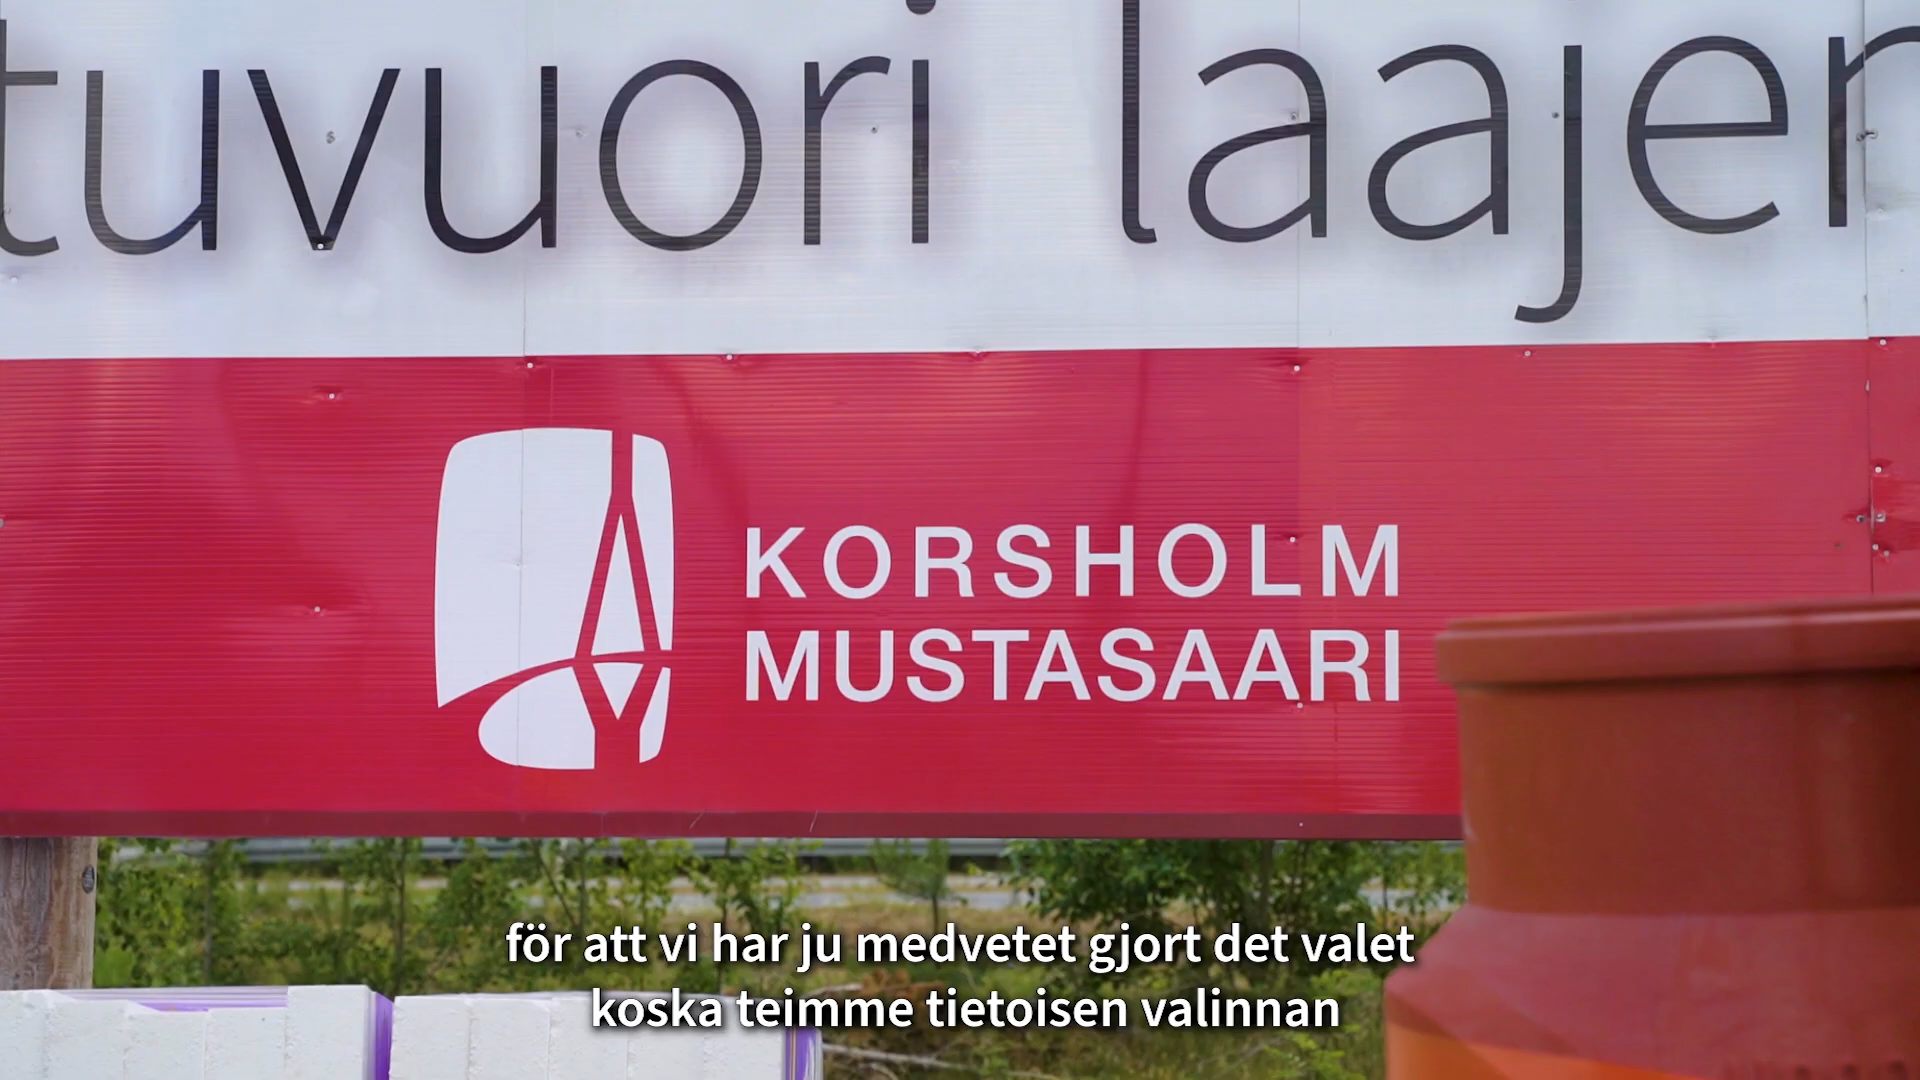 tuvuori laajen
KORSHOLM
MUSTASAARI
för att vi har ju medvetet gjort det valet
koska teimme tietoisen valinnan